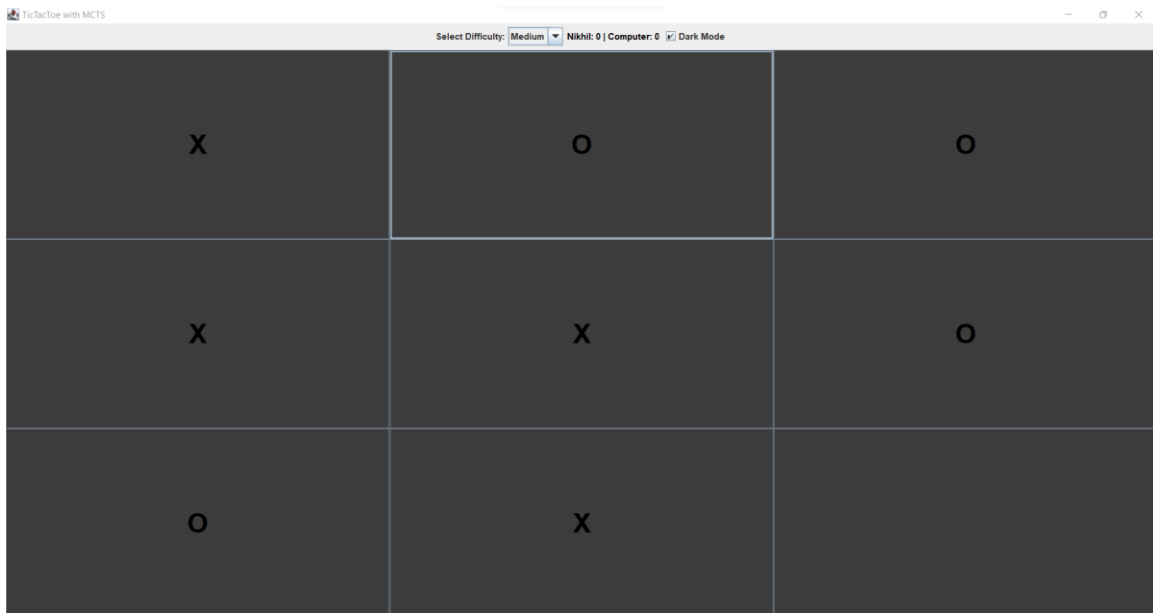 TicTacToe with MCTS
Select Difficulty: Medium Nikhil: 0 | Computer: 0 Dark Mode
X O O
X X O
O X